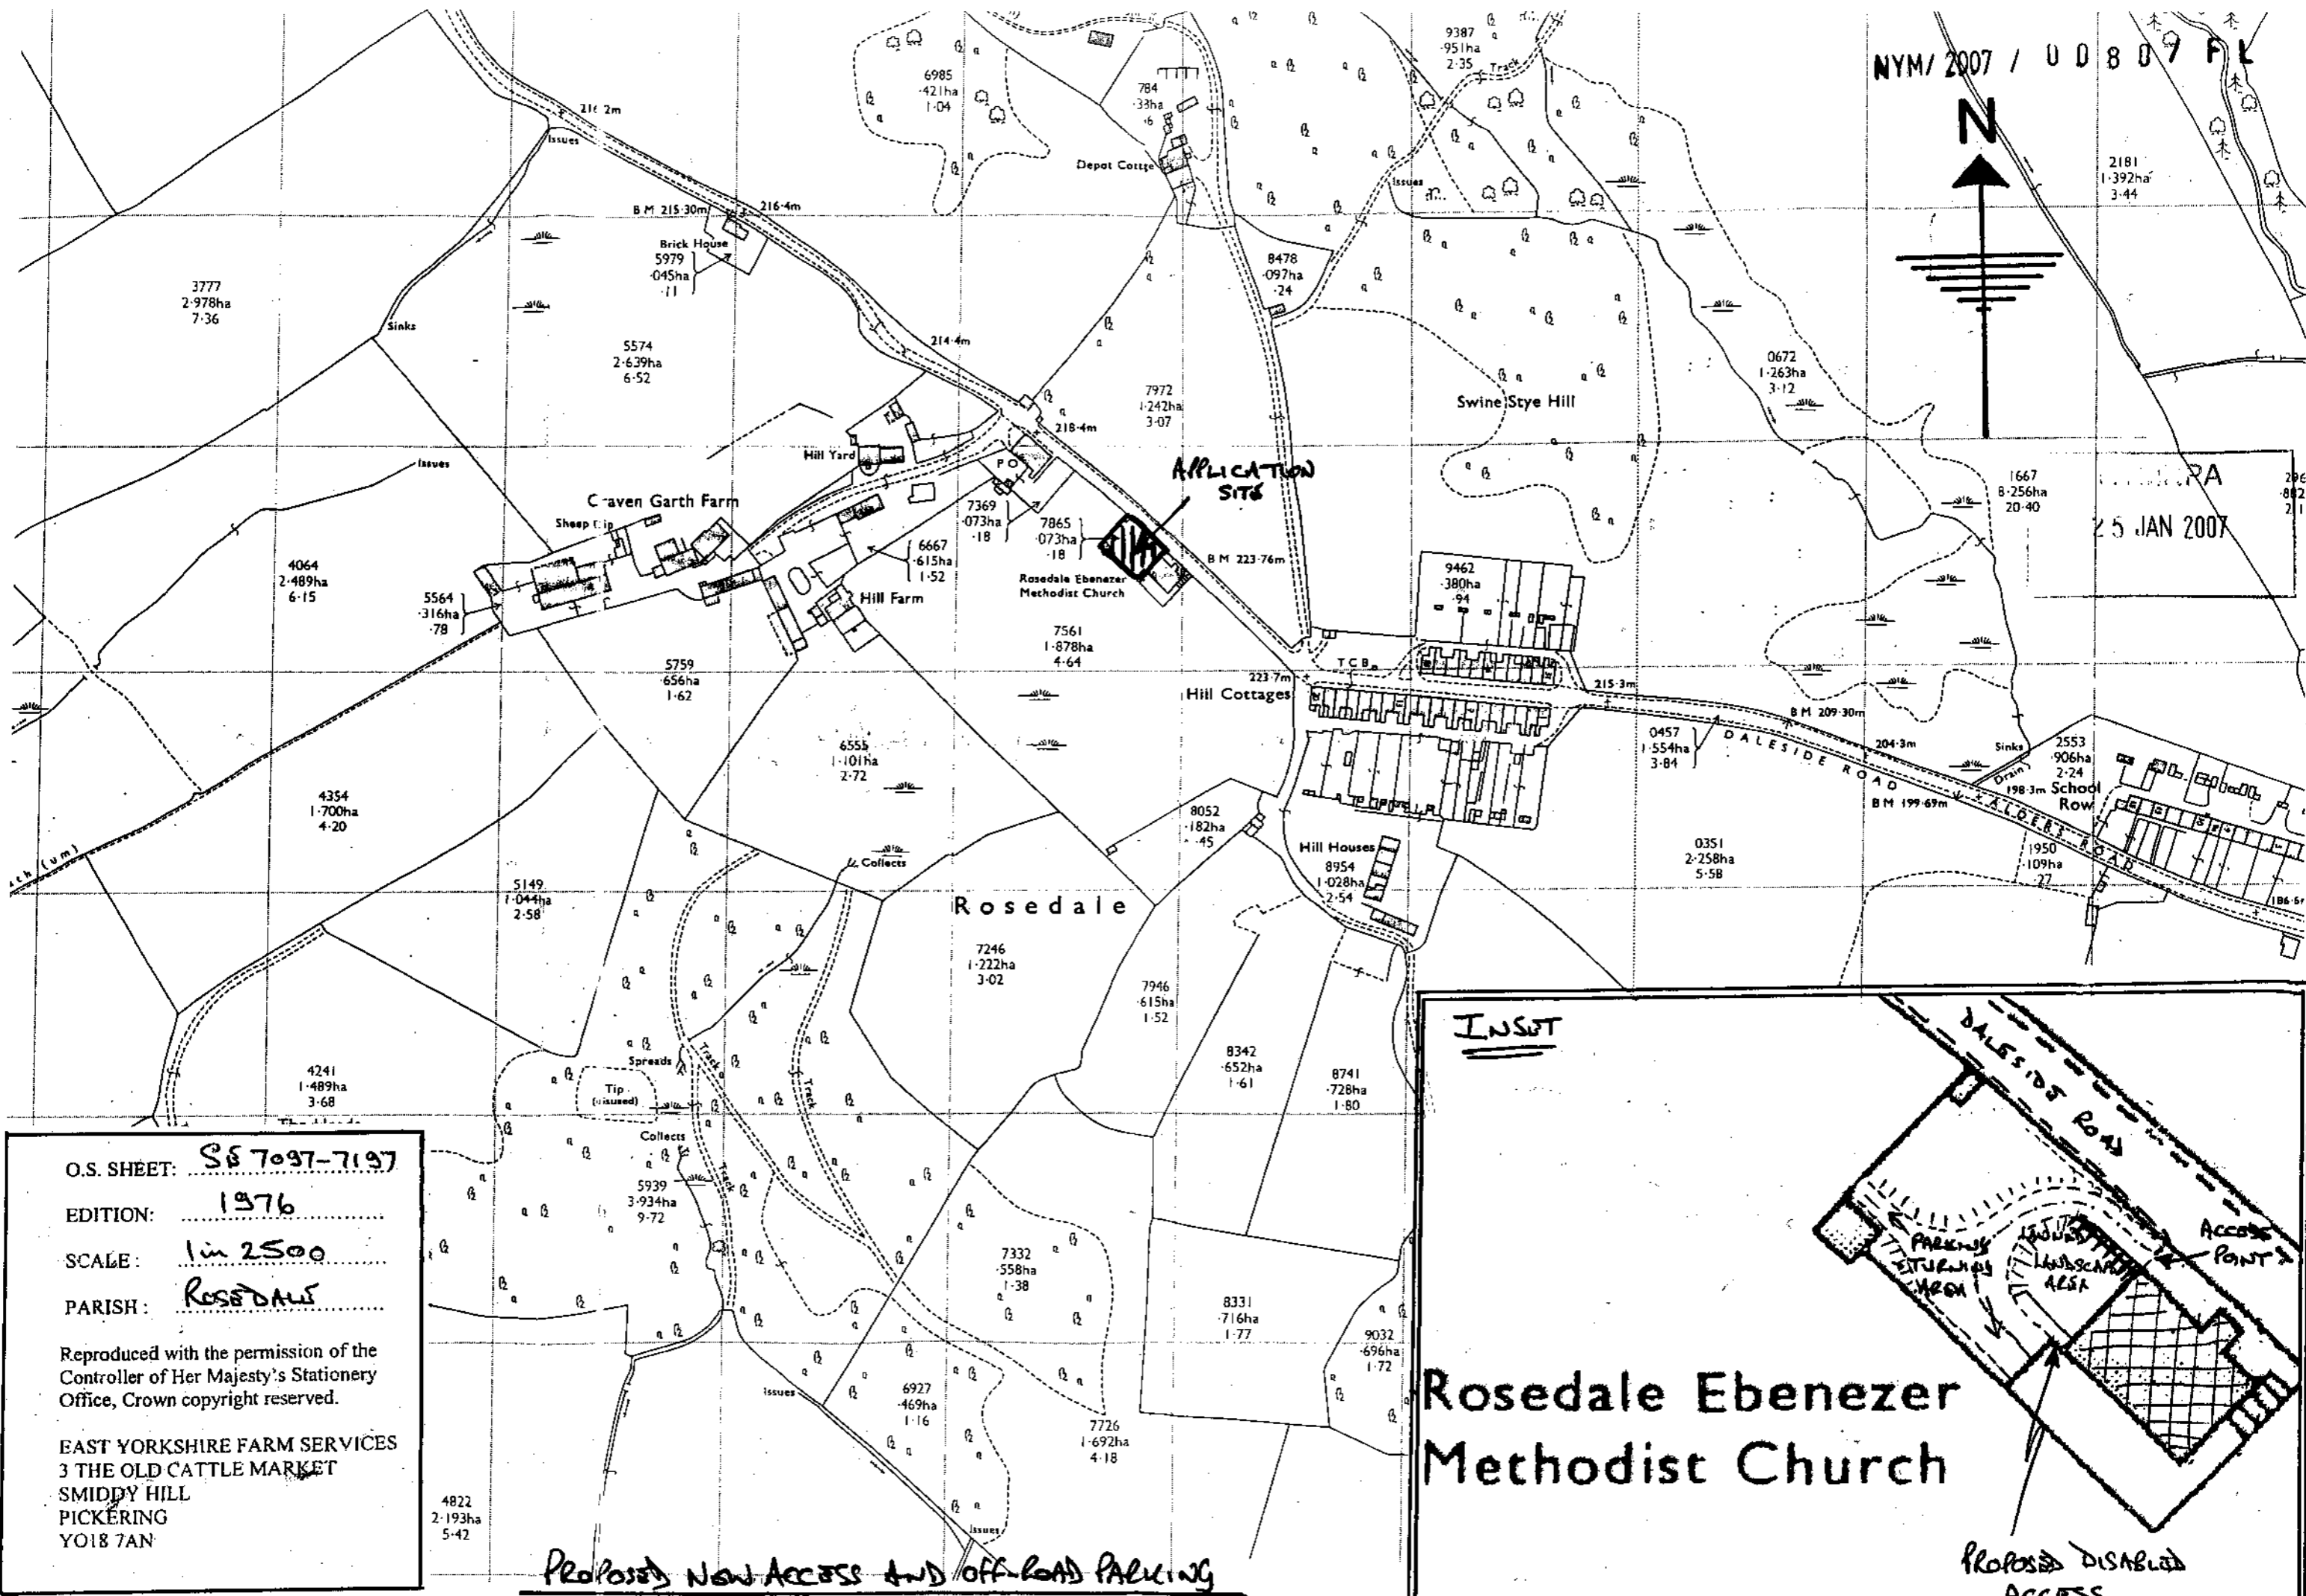 NYM/ 2007 / 0 0 8 0 7 F L
N
25 JAN 2007
216.2m
Issues
6985
.421ha
1.04
Depot Cottge
9387
.951ha
2.35
Track
Issues
2181
1.392ha
3.44
B M 215.30m
216.4m
Brick House
5979
.045ha
.11
3777
2.978ha
7.36
Sinks
5574
2.639ha
6.52
214.4m
8478
.097ha
.24
7972
1.242ha
3.07
Swine Stye Hill
0672
1.263ha
3.12
218.4m
Hill Yard
P O
Issues
APPLICATION
SITE
1667
8.256ha
20.40
Craven Garth Farm
Sheep Dip
7369
.073ha
.18
7865
.073ha
.18
6667
.615ha
1.52
B M 223.76m
Rosedale Ebenezer
Methodist Church
9462
.380ha
.94
4064
2.489ha
6.15
5564
.316ha
.78
Hill Farm
7561
1.878ha
4.64
5759
.656ha
1.62
T C B
223.7m
Hill Cottages
215.3m
B M 209.30m
0457
1.554ha
3.84
DALESIDE ROAD
204.3m
B M 199.69m
Sinks
Drain
198.3m
2553
.906ha
2.24
School
Row
ALDERS ROAD
1950
.109ha
.27
6555
1.101ha
2.72
4354
1.700ha
4.20
8052
.182ha
.45
Collects
Hill Houses
8954
1.028ha
2.54
0351
2.258ha
5.58
5149
1.044ha
2.58
Rosedale
7246
1.222ha
3.02
7946
.615ha
1.52
8342
.652ha
1.61
8741
.728ha
1.80
4241
1.489ha
3.68
Spreads
Tip
(disused)
Track
Track
Collects
Track
5939
3.934ha
9.72
7332
.558ha
1.38
8331
.716ha
1.77
9032
.696ha
1.72
Issues
6927
.469ha
1.16
7726
1.692ha
4.18
Issues
4822
2.193ha
5.42
O.S. SHEET: SE 7097-7197
EDITION: 1976
SCALE: 1 in 2500
PARISH: ROSEDALE
Reproduced with the permission of the
Controller of Her Majesty's Stationery
Office, Crown copyright reserved.
EAST YORKSHIRE FARM SERVICES
3 THE OLD CATTLE MARKET
SMIDDY HILL
PICKERING
YO18 7AN
PROPOSED NEW ACCESS AND OFF-ROAD PARKING
INSET
DALESIDE ROAD
ACCESS
POINT
PARKING
& TURNING
AREA
LANDSCAPED
AREA
Rosedale Ebenezer
Methodist Church
PROPOSED DISABLED
ACCESS